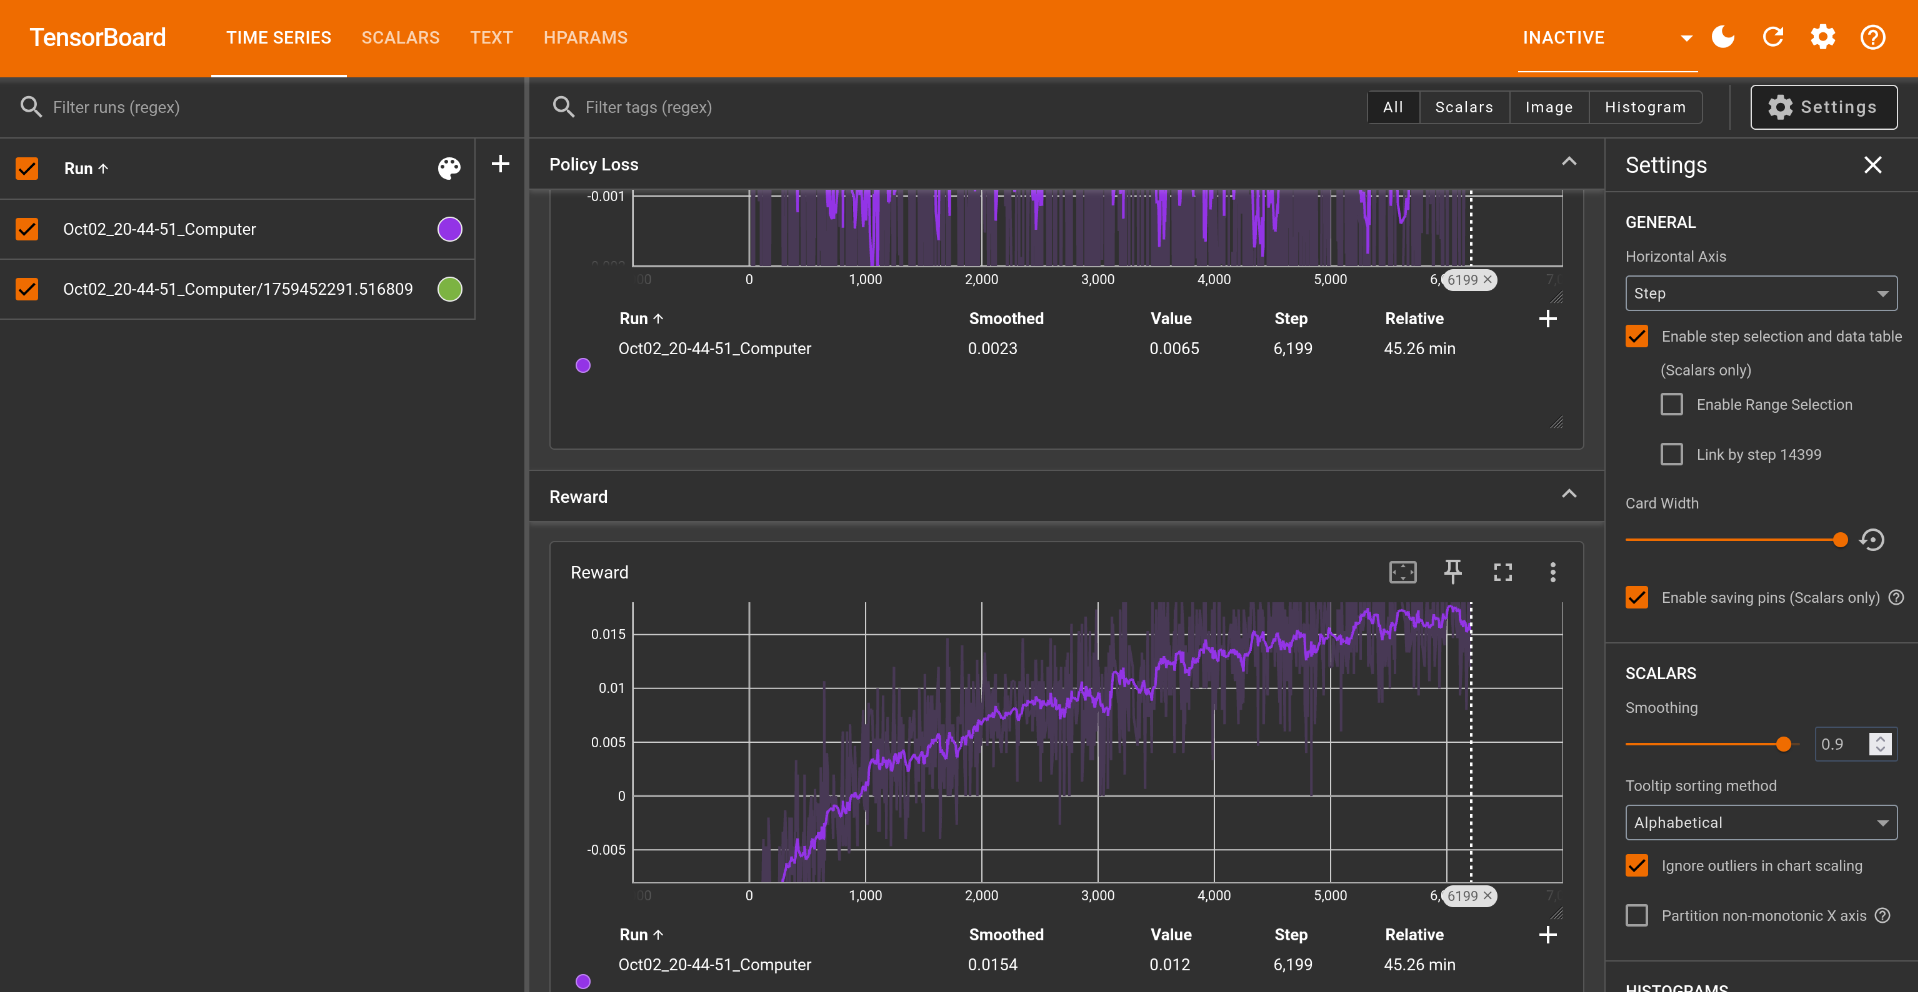 TensorBoard
TIME SERIES SCALARS TEXT HPARAMS
INACTIVE
Filter runs (regex)
Run
Oct02_20-44-51_Computer
Oct02_20-44-51_Computer/1759452291.516809
Filter tags (regex)
All Scalars Image Histogram
Settings
Policy Loss
-0.001
0 1,000 2,000 3,000 4,000 5,000 6199
Run Smoothed Value Step Relative
Oct02_20-44-51_Computer 0.0023 0.0065 6,199 45.26 min
Reward
Reward
0.015
0.01
0.005
0
-0.005
0 1,000 2,000 3,000 4,000 5,000 6199
Run Smoothed Value Step Relative
Oct02_20-44-51_Computer 0.0154 0.012 6,199 45.26 min
Settings
GENERAL
Horizontal Axis
Step
Enable step selection and data table
(Scalars only)
Enable Range Selection
Link by step 14399
Card Width
Enable saving pins (Scalars only)
SCALARS
Smoothing
0.9
Tooltip sorting method
Alphabetical
Ignore outliers in chart scaling
Partition non-monotonic X axis
HISTOGRAMS